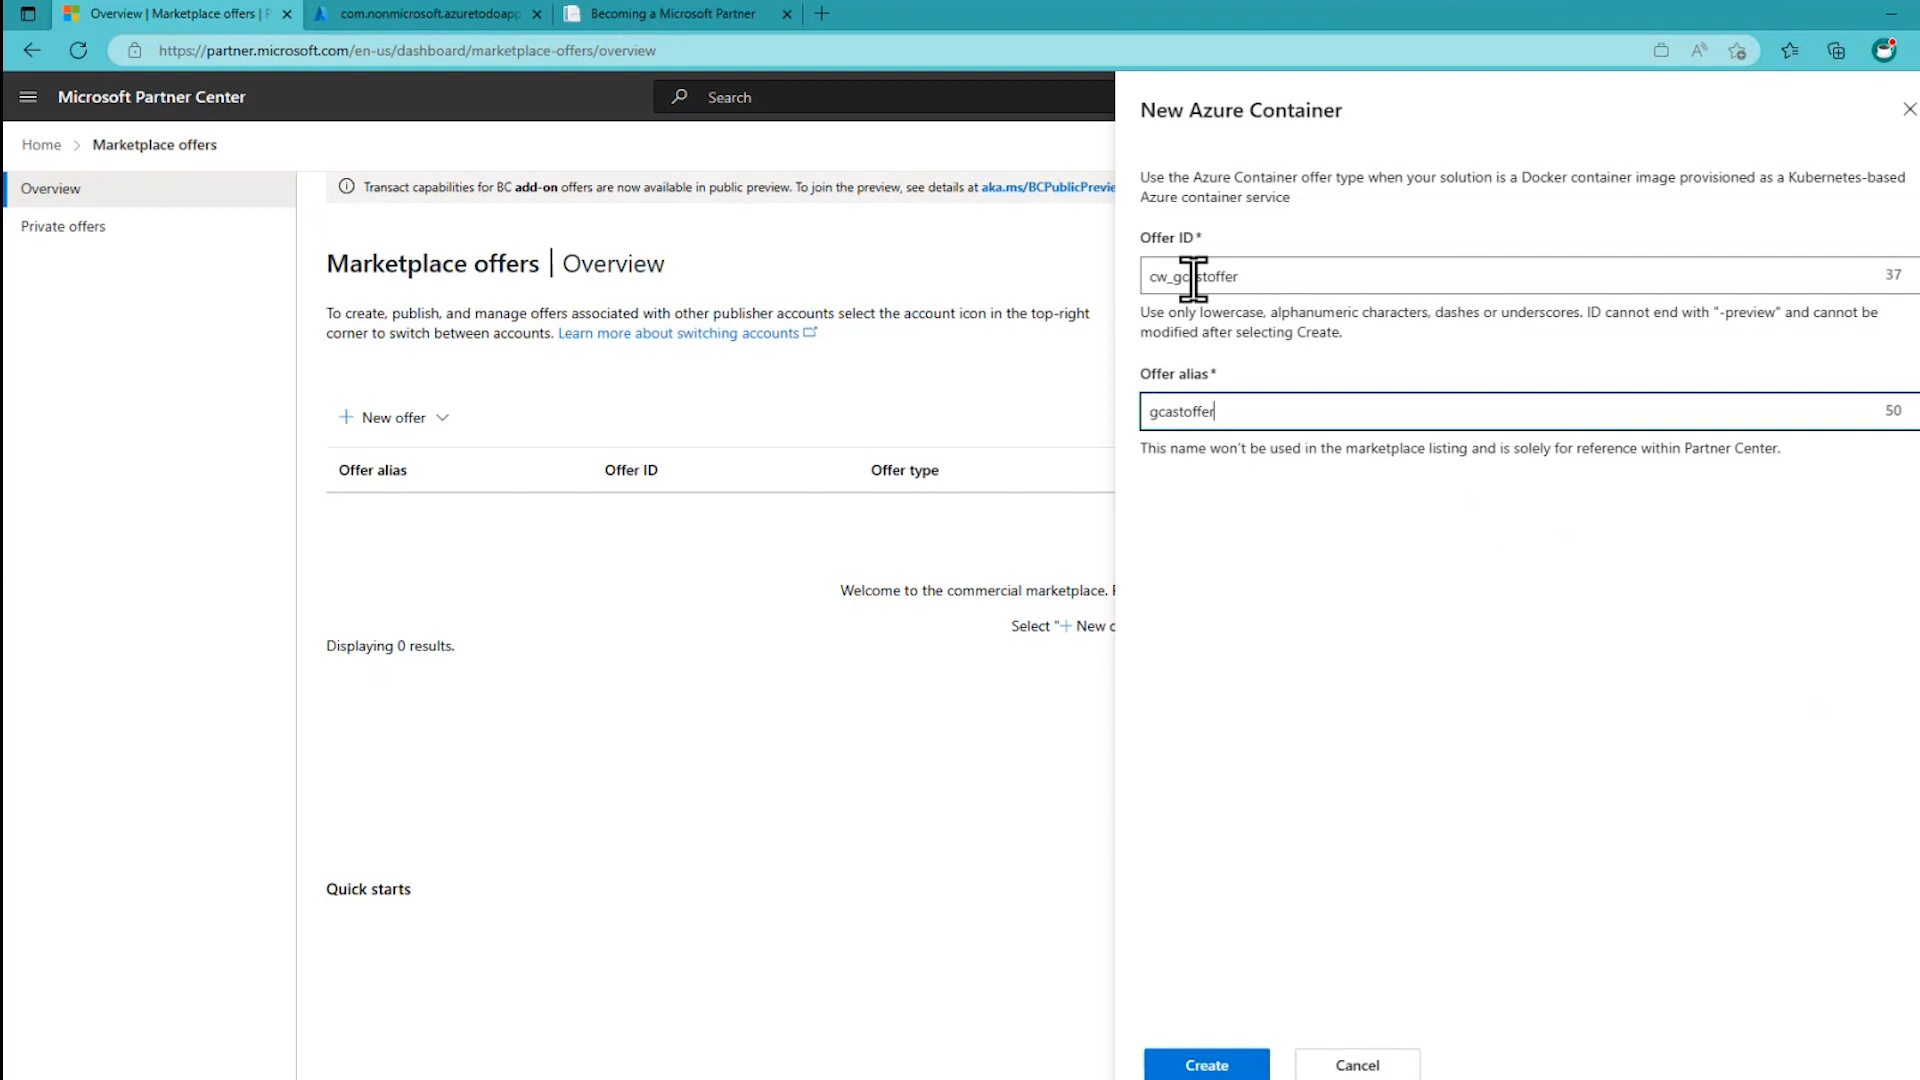 Overview | Marketplace offers | P
com.nonmicrosoft.azuretodoapp
Becoming a Microsoft Partner
https://partner.microsoft.com/en-us/dashboard/marketplace-offers/overview
Microsoft Partner Center
Search
Home > Marketplace offers
Overview
Private offers
Transact capabilities for BC add-on offers are now available in public preview. To join the preview, see details at aka.ms/BCPublicPrevie
Marketplace offers | Overview
To create, publish, and manage offers associated with other publisher accounts select the account icon in the top-right
corner to switch between accounts. Learn more about switching accounts
+ New offer
Offer alias
Offer ID
Offer type
Welcome to the commercial marketplace.
Select "+ New
Displaying 0 results.
Quick starts
New Azure Container
Use the Azure Container offer type when your solution is a Docker container image provisioned as a Kubernetes-based
Azure container service
Offer ID *
cw_gcastoffer
37
Use only lowercase, alphanumeric characters, dashes or underscores. ID cannot end with "-preview" and cannot be
modified after selecting Create.
Offer alias *
gcastoffer
50
This name won't be used in the marketplace listing and is solely for reference within Partner Center.
Create
Cancel